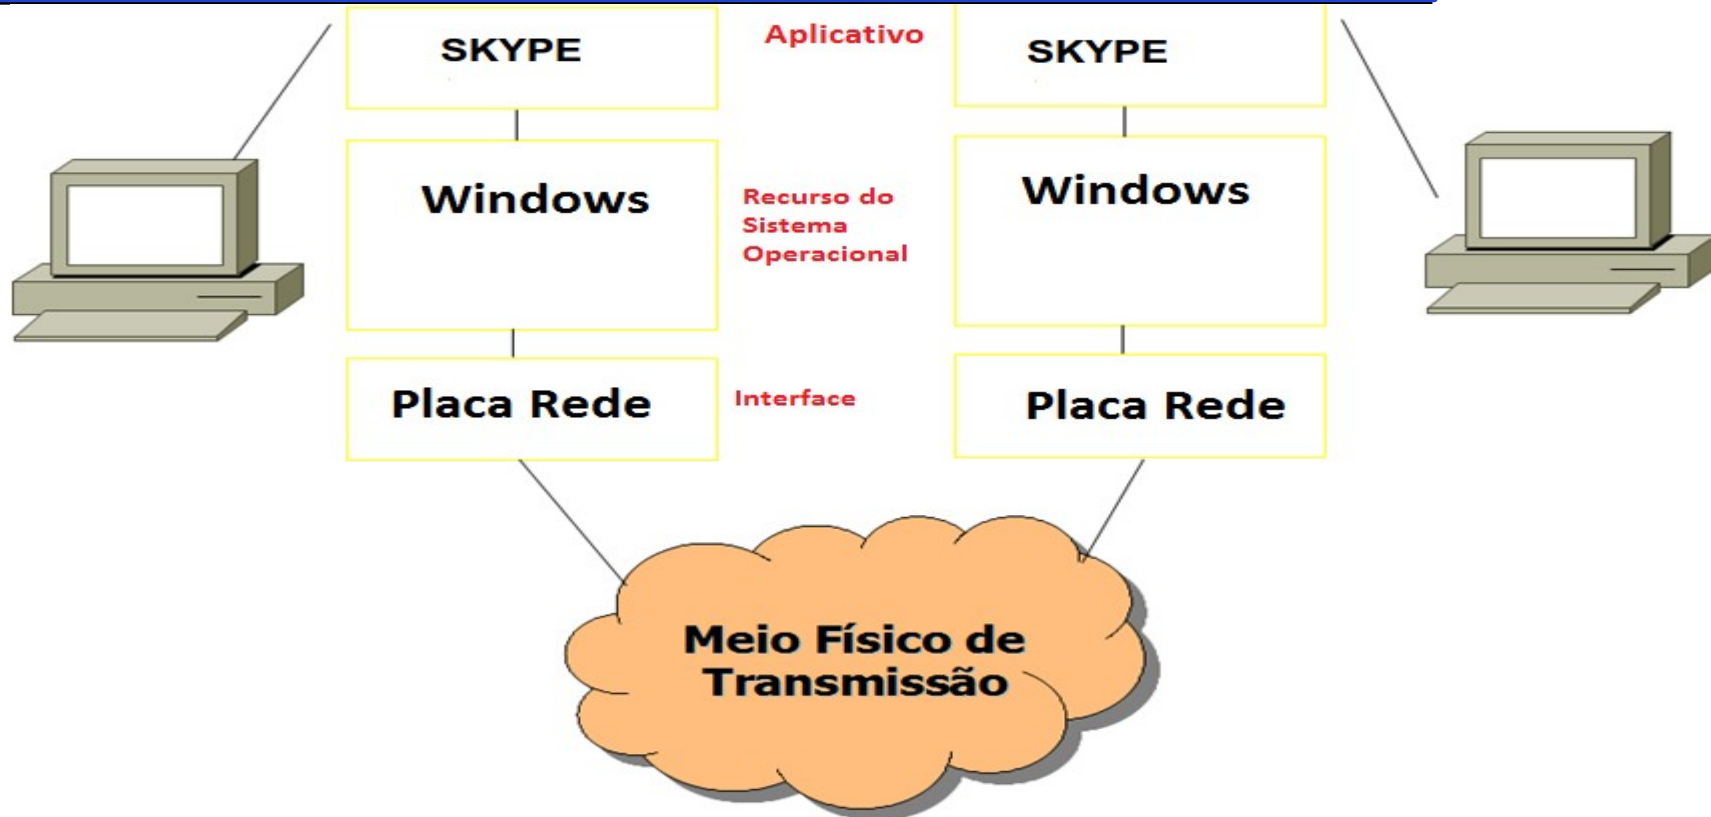 SKYPE
Aplicativo
SKYPE
Windows
Recurso do
Sistema
Operacional
Windows
Placa Rede
Interface
Placa Rede
Meio Físico de
Transmissão